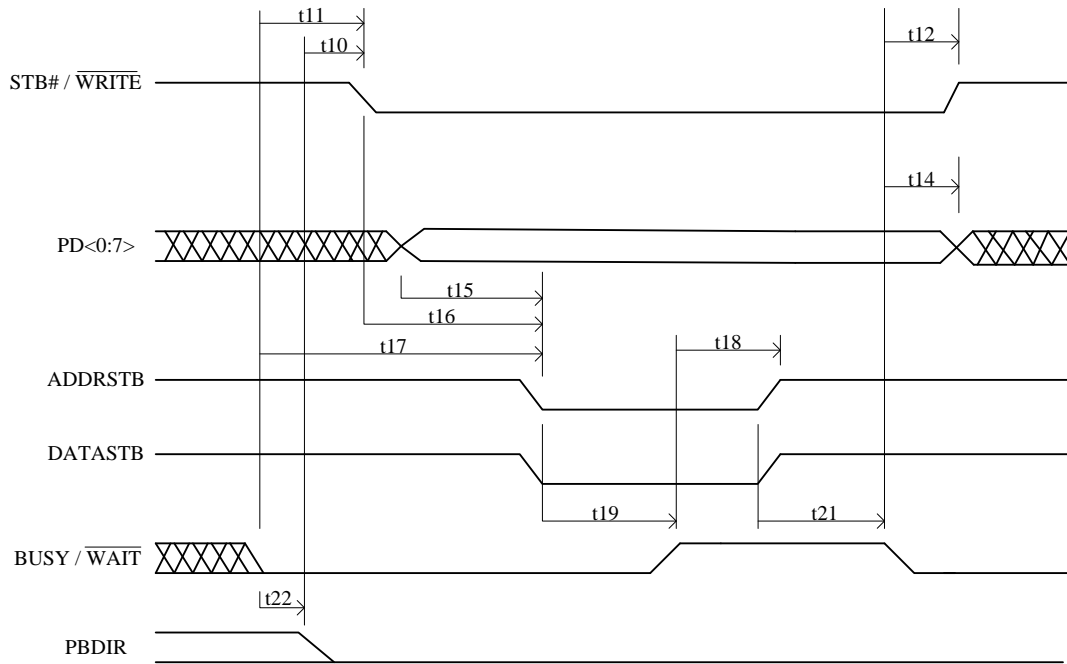 t11
t12
t10
STB# / WRITE
t14
PD<0:7>
t15
t16
t17
t18
ADDRSTB
DATASTB
t19
t21
BUSY / WAIT
t22
PBDIR